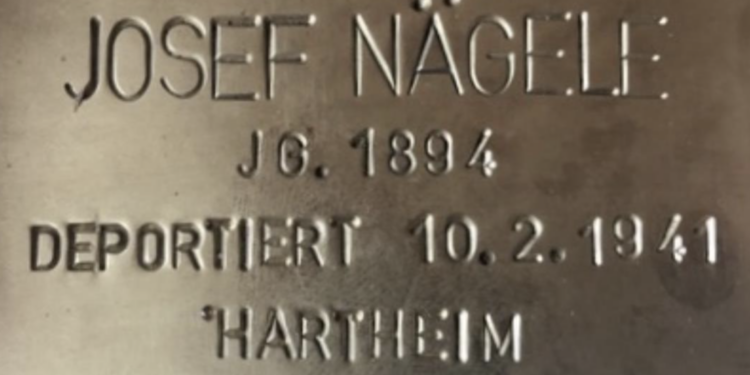 JOSEF NÄGELE
JG. 1894
DEPORTIERT 10.2.1941
HARTHEIM